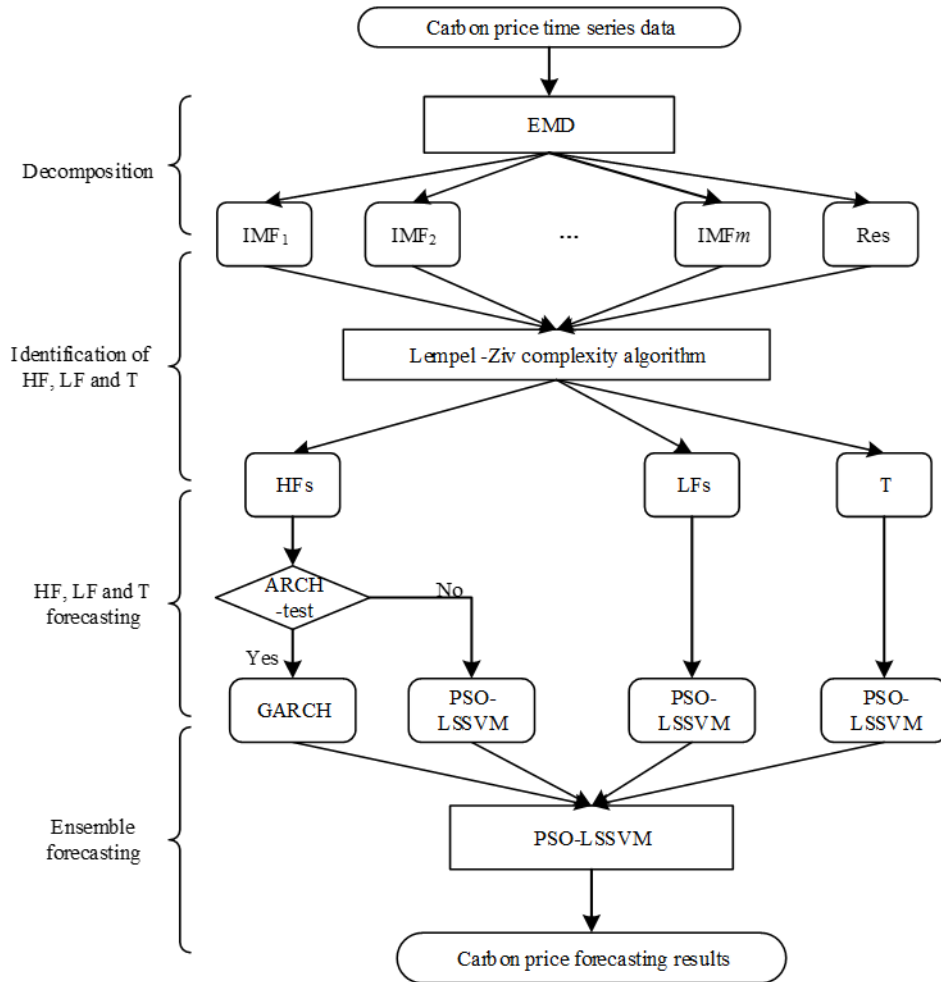 Carbon price time series data
EMD
Decomposition
IMF1
IMF2
...
IMFm
Res
Identification of
HF, LF and T
Lempel -Ziv complexity algorithm
HFs
LFs
T
HF, LF and T
forecasting
ARCH
-test
No
Yes
GARCH
PSO-
LSSVM
PSO-
LSSVM
PSO-
LSSVM
Ensemble
forecasting
PSO-LSSVM
Carbon price forecasting results